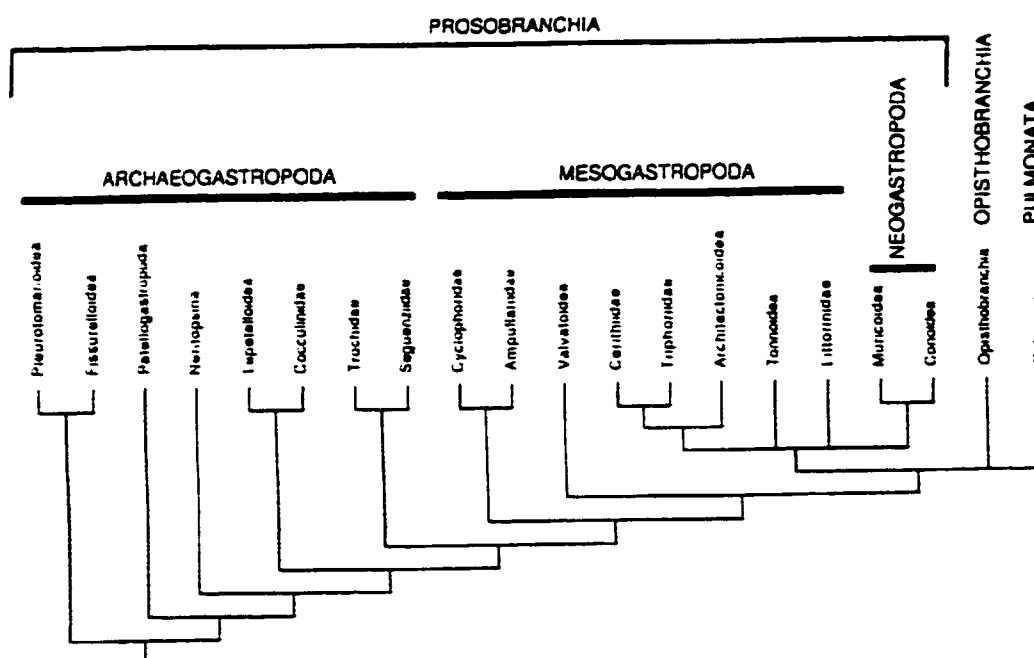 PROSOBRANCHIA
ARCHAEOGASTROPODA
MESOGASTROPODA
NEOGASTROPODA
OPISTHOBRANCHIA
PULMONATA
Pleurotomarioidea
Fissurelloidea
Patellogastropoda
Neritopsina
Lepetelloidea
Cocculinidae
Trochidae
Seguenziidae
Cyclophoridae
Ampullariidae
Valvatoidea
Cerithiidae
Triphoridae
Architectonicoidea
Tonnoidea
Littorinidae
Muricoidea
Conoidea
Opisthobranchia